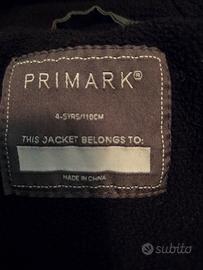 PRIMARK®
4-5YRS/110CM
THIS JACKET BELONGS TO:
MADE IN CHINA
subito